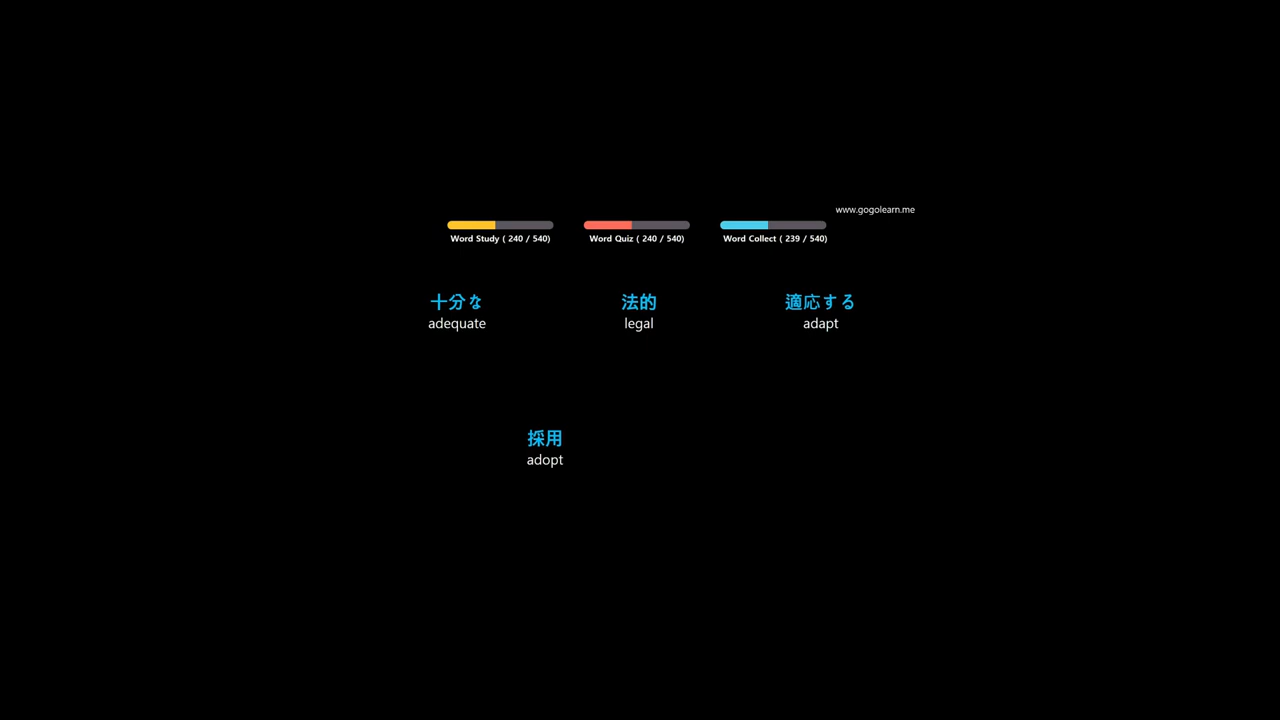 www.gogolearn.me
Word Study ( 240 / 540)
Word Quiz ( 240 / 540)
Word Collect ( 239 / 540)
十分な
adequate
法的
legal
適応する
adapt
採用
adopt